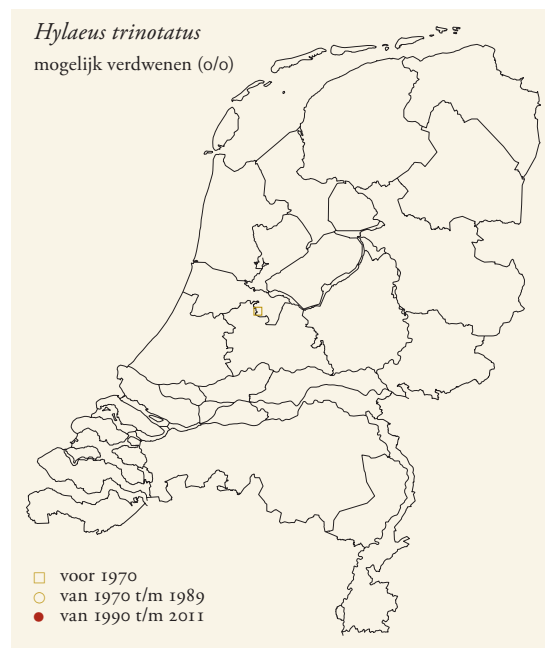 Hylaeus trinotatus
mogelijk verdwenen (0/0)
voor 1970
van 1970 t/m 1989
van 1990 t/m 2011